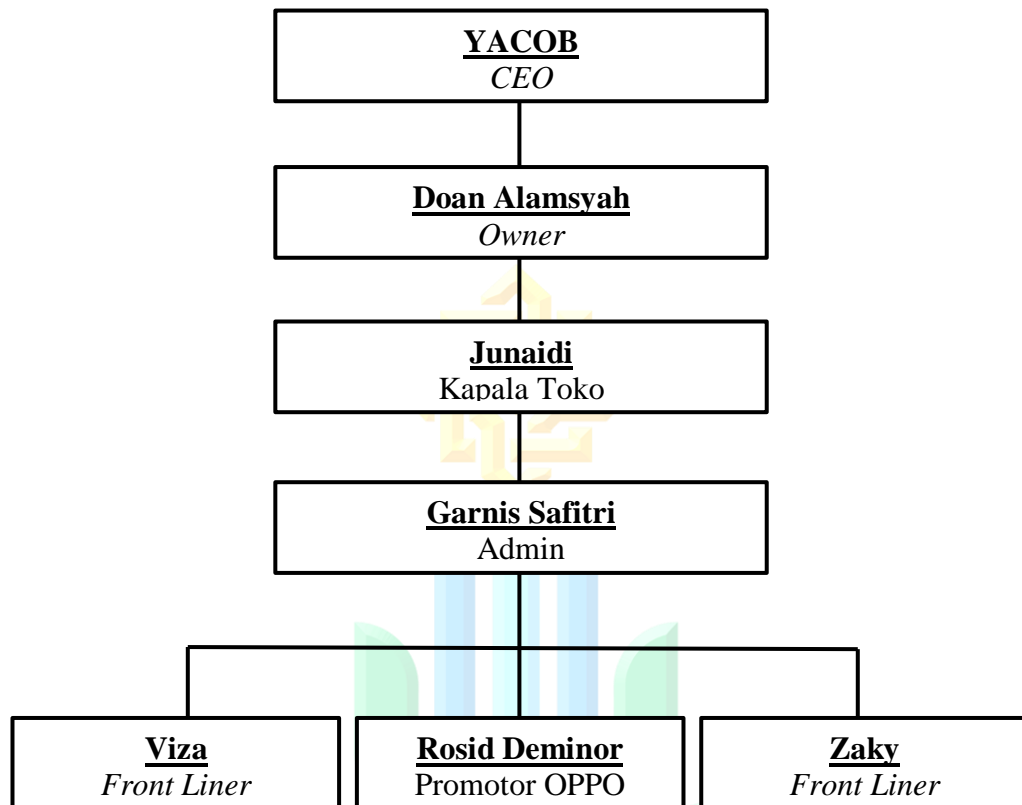 YACOB
CEO
Doan Alamsyah
Owner
Junaidi
Kapala Toko
Garnis Safitri
Admin
Viza
Front Liner
Rosid Deminor
Promotor OPPO
Zaky
Front Liner